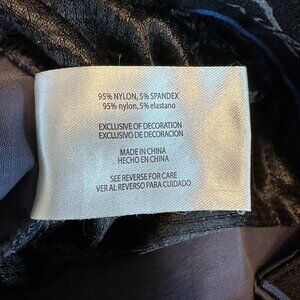 95% NYLON, 5% SPANDEX
95% nylon, 5% elastano
EXCLUSIVE OF DECORATION
EXCLUSIVO DE DECORACION
MADE IN CHINA
HECHO EN CHINA
SEE REVERSE FOR CARE
VER AL REVERSO PARA CUIDADO